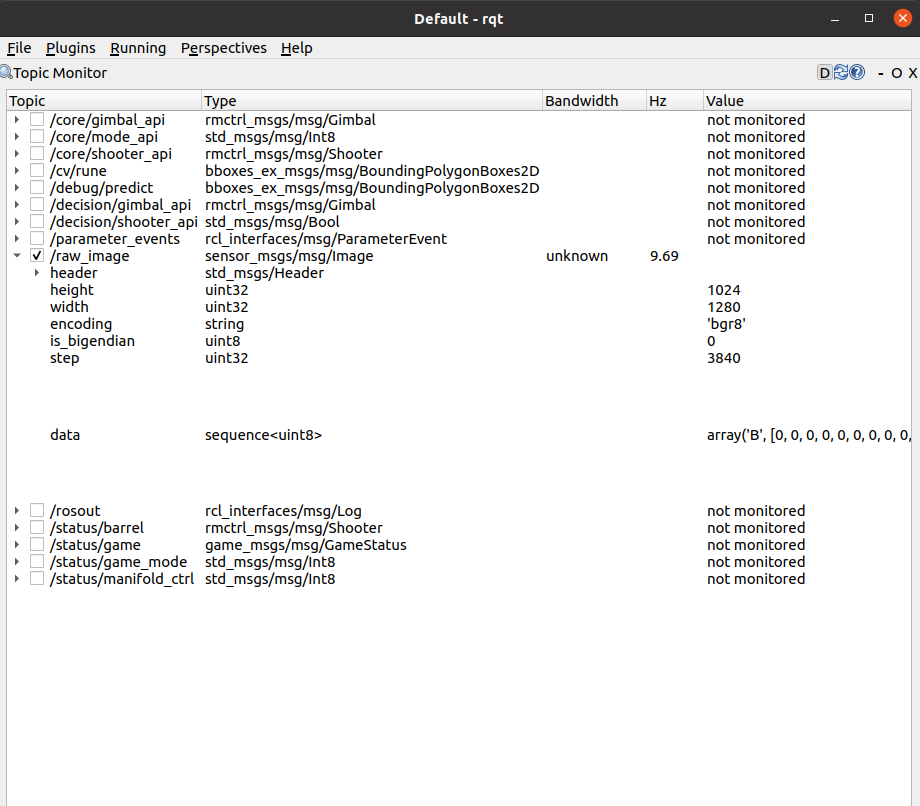 Default - rqt
File Plugins Running Perspectives Help
Topic Monitor D ? - O X
Topic Type Bandwidth Hz Value
/core/gimbal_api rmctrl_msgs/msg/Gimbal not monitored
/core/mode_api std_msgs/msg/Int8 not monitored
/core/shooter_api rmctrl_msgs/msg/Shooter not monitored
/cv/rune bboxes_ex_msgs/msg/BoundingPolygonBoxes2D not monitored
/debug/predict bboxes_ex_msgs/msg/BoundingPolygonBoxes2D not monitored
/decision/gimbal_api rmctrl_msgs/msg/Gimbal not monitored
/decision/shooter_api std_msgs/msg/Bool not monitored
/parameter_events rcl_interfaces/msg/ParameterEvent not monitored
/raw_image sensor_msgs/msg/Image unknown 9.69
header std_msgs/Header
height uint32 1024
width uint32 1280
encoding string 'bgr8'
is_bigendian uint8 0
step uint32 3840
data sequence<uint8> array('B', [0, 0, 0, 0, 0, 0, 0, 0, 0,
/rosout rcl_interfaces/msg/Log not monitored
/status/barrel rmctrl_msgs/msg/Shooter not monitored
/status/game game_msgs/msg/GameStatus not monitored
/status/game_mode std_msgs/msg/Int8 not monitored
/status/manifold_ctrl std_msgs/msg/Int8 not monitored